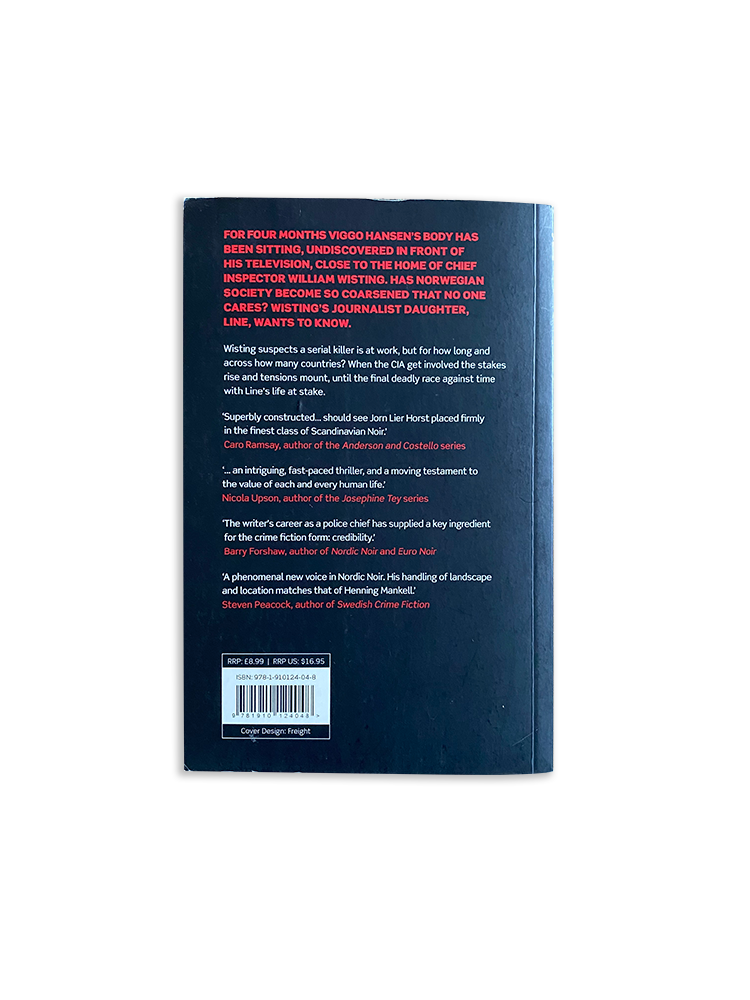 FOR FOUR MONTHS VIGGO HANSEN'S BODY HAS
BEEN SITTING, UNDISCOVERED IN FRONT OF
HIS TELEVISION, CLOSE TO THE HOME OF CHIEF
INSPECTOR WILLIAM WISTING. HAS NORWEGIAN
SOCIETY BECOME SO COARSENED THAT NO ONE
CARES? WISTING'S JOURNALIST DAUGHTER,
LINE, WANTS TO KNOW.
Wisting suspects a serial killer is at work, but for how long and
across how many countries? When the CIA get involved the stakes
rise and tensions mount, until the final deadly race against time
with Line's life at stake.
'Superbly constructed... should see Jorn Lier Horst placed firmly
in the finest class of Scandinavian Noir.'
Caro Ramsay, author of the Anderson and Costello series
'... an intriguing, fast-paced thriller, and a moving testament to
the value of each and every human life.'
Nicola Upson, author of the Josephine Tey series
'The writer's career as a police chief has supplied a key ingredient
for the crime fiction form: credibility.'
Barry Forshaw, author of Nordic Noir and Euro Noir
'A phenomenal new voice in Nordic Noir. His handling of landscape
and location matches that of Henning Mankell.'
Steven Peacock, author of Swedish Crime Fiction
RRP: £8.99 | RRP US: $16.95
ISBN: 978-1-910124-04-8
9 781910 124048 >
Cover Design: Freight